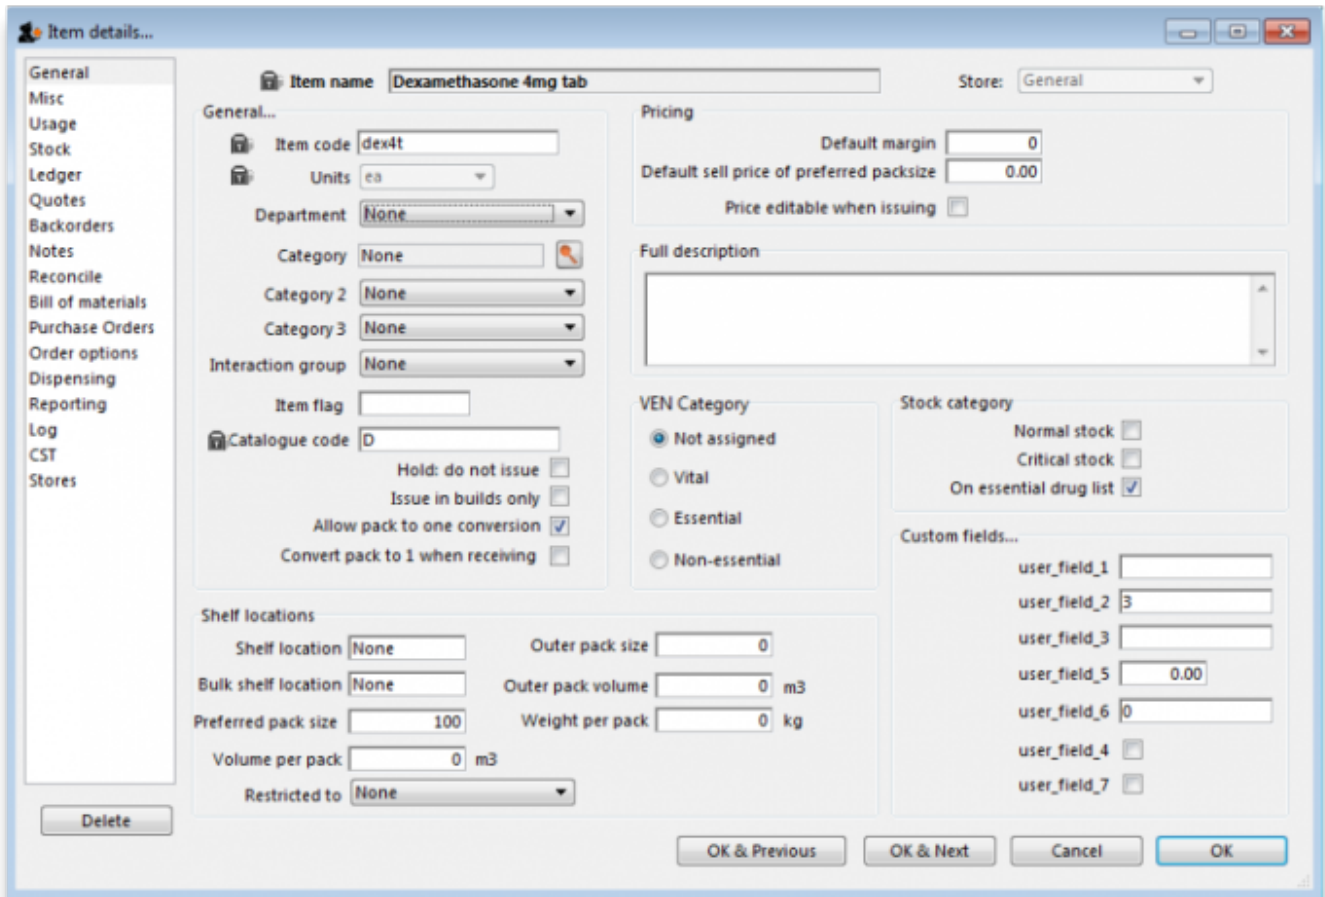 Item details...
General
Misc
Usage
Stock
Ledger
Quotes
Backorders
Notes
Reconcile
Bill of materials
Purchase Orders
Order options
Dispensing
Reporting
Log
CST
Stores
Delete
Item name Dexamethasone 4mg tab
Store: General
General...
Item code dex4t
Units ea
Department None
Category None
Category 2 None
Category 3 None
Interaction group None
Item flag
Catalogue code D
Hold: do not issue
Issue in builds only
Allow pack to one conversion
Convert pack to 1 when receiving
Pricing
Default margin 0
Default sell price of preferred packsize 0.00
Price editable when issuing
Full description
VEN Category
Not assigned
Vital
Essential
Non-essential
Stock category
Normal stock
Critical stock
On essential drug list
Custom fields...
user_field_1
user_field_2 3
user_field_3
user_field_5 0.00
user_field_6 0
user_field_4
user_field_7
Shelf locations
Shelf location None
Bulk shelf location None
Preferred pack size 100
Volume per pack 0 m3
Restricted to None
Outer pack size 0
Outer pack volume 0 m3
Weight per pack 0 kg
OK & Previous
OK & Next
Cancel
OK